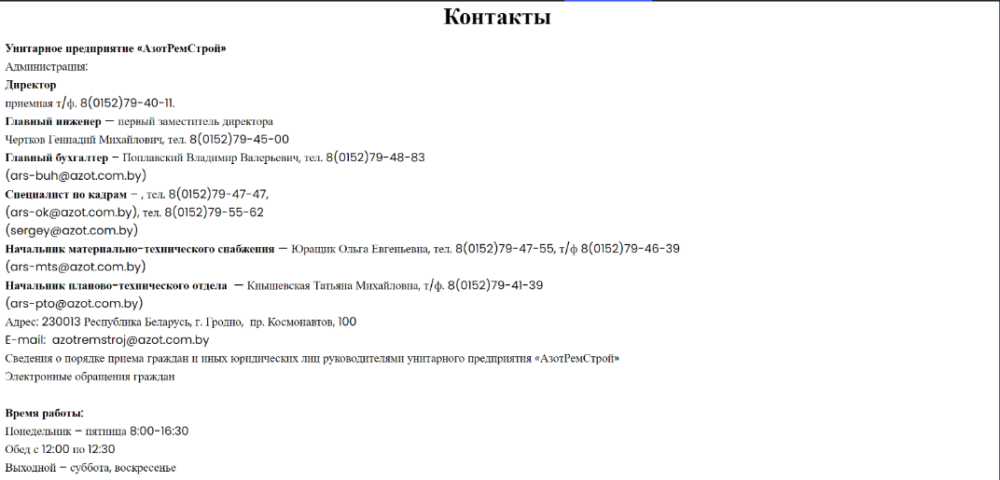 Контакты
Унитарное предприятие «АзотРемСтрой»
Администрация:
Директор
приемная т/ф. 8(0152)79-40-11.
Главный инженер — первый заместитель директора
Чертков Геннадий Михайлович, тел. 8(0152)79-45-00
Главный бухгалтер – Поплавский Владимир Валерьевич, тел. 8(0152)79-48-83
(ars-buh@azot.com.by)
Специалист по кадрам – , тел. 8(0152)79-47-47,
(ars-ok@azot.com.by), тел. 8(0152)79-55-62
(sergey@azot.com.by)
Начальник материально-технического снабжения — Юращик Ольга Евгеньевна, тел. 8(0152)79-47-55, т/ф 8(0152)79-46-39
(ars-mts@azot.com.by)
Начальник планово-технического отдела — Кнышевская Татьяна Михайловна, т/ф. 8(0152)79-41-39
(ars-pto@azot.com.by)
Адрес: 230013 Республика Беларусь, г. Гродно, пр. Космонавтов, 100
E-mail: azotremstroj@azot.com.by
Сведения о порядке приема граждан и иных юридических лиц руководителями унитарного предприятия «АзотРемСтрой»
Электронные обращения граждан
Время работы:
Понедельник – пятница 8:00-16:30
Обед с 12:00 по 12:30
Выходной – суббота, воскресенье